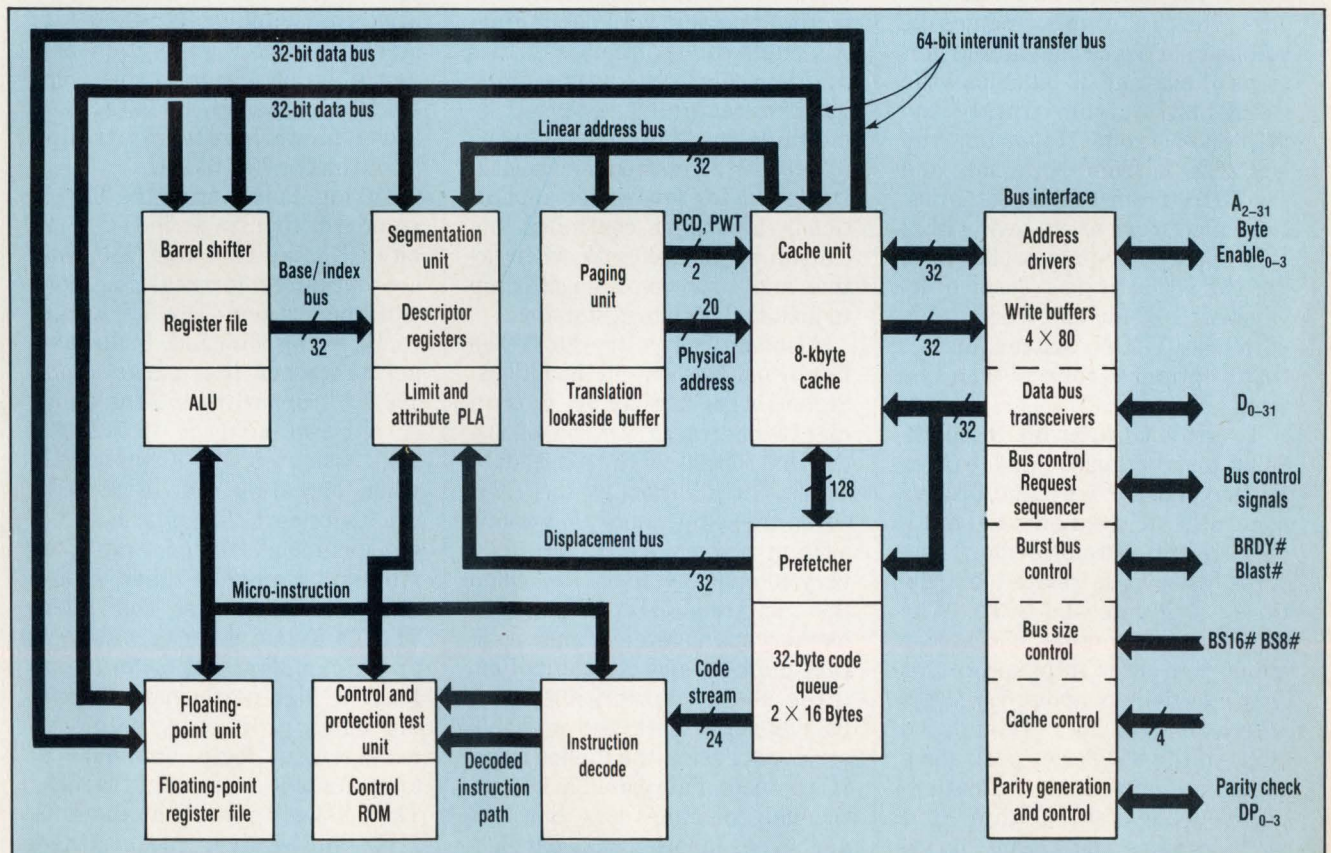 32-bit data bus
64-bit interunit transfer bus
32-bit data bus
Linear address bus
32
Barrel shifter
Register file
ALU
Base/ index
bus
32
Segmentation
unit
Descriptor
registers
Limit and
attribute PLA
Paging
unit
Translation
lookaside buffer
PCD, PWT
2
20
Physical
address
Cache unit
8-kbyte
cache
32
32
32
128
Bus interface
Address
drivers
Write buffers
4 × 80
Data bus
transceivers
Bus control
Request
sequencer
Burst bus
control
Bus size
control
Cache control
Parity generation
and control
A2–31
Byte
Enable0–3
D0–31
Bus control
signals
BRDY#
Blast#
BS16# BS8#
4
Parity check
DP0–3
Displacement bus
32
Prefetcher
32-byte code
queue
2 × 16 Bytes
Micro-instruction
Code
stream
24
Floating-
point unit
Floating-point
register file
Control and
protection test
unit
Control
ROM
Decoded
instruction
path
Instruction
decode